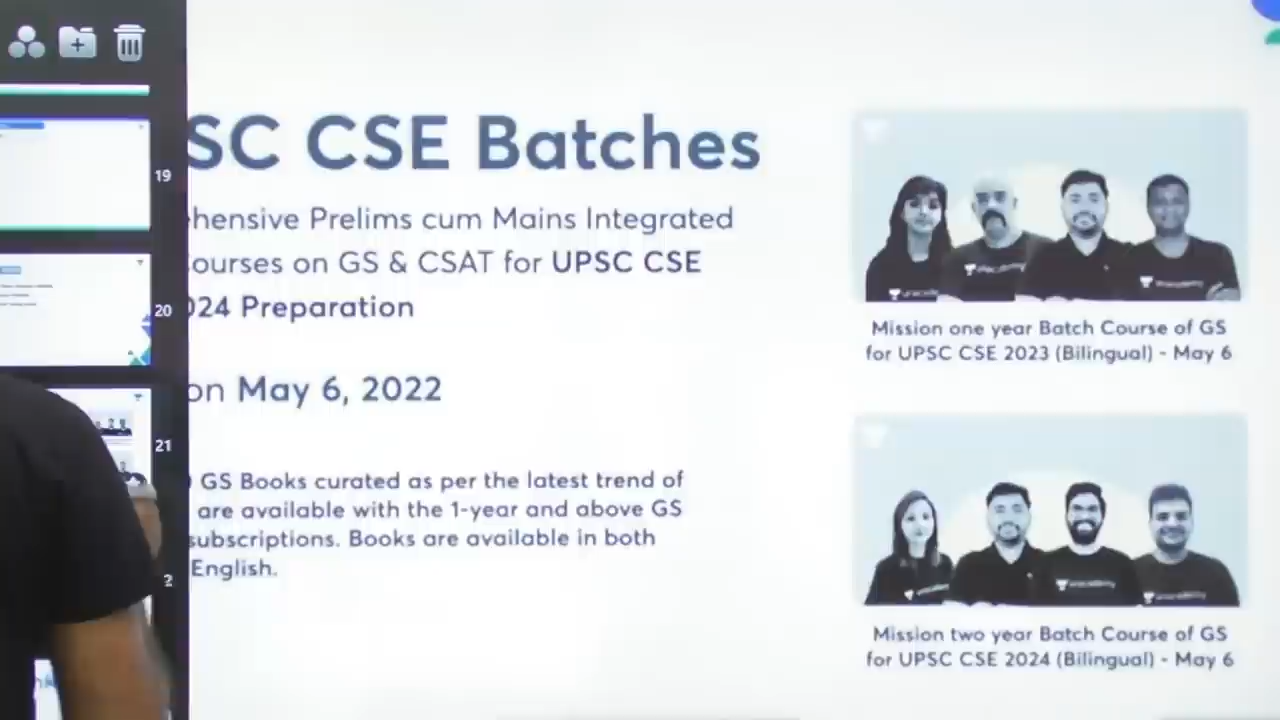 SC CSE Batches
hensive Prelims cum Mains Integrated
ourses on GS & CSAT for UPSC CSE
024 Preparation
on May 6, 2022
GS Books curated as per the latest trend of
are available with the 1-year and above GS
subscriptions. Books are available in both
English.
Mission one year Batch Course of GS
for UPSC CSE 2023 (Bilingual) - May 6
Mission two year Batch Course of GS
for UPSC CSE 2024 (Bilingual) - May 6
19
20
21
2